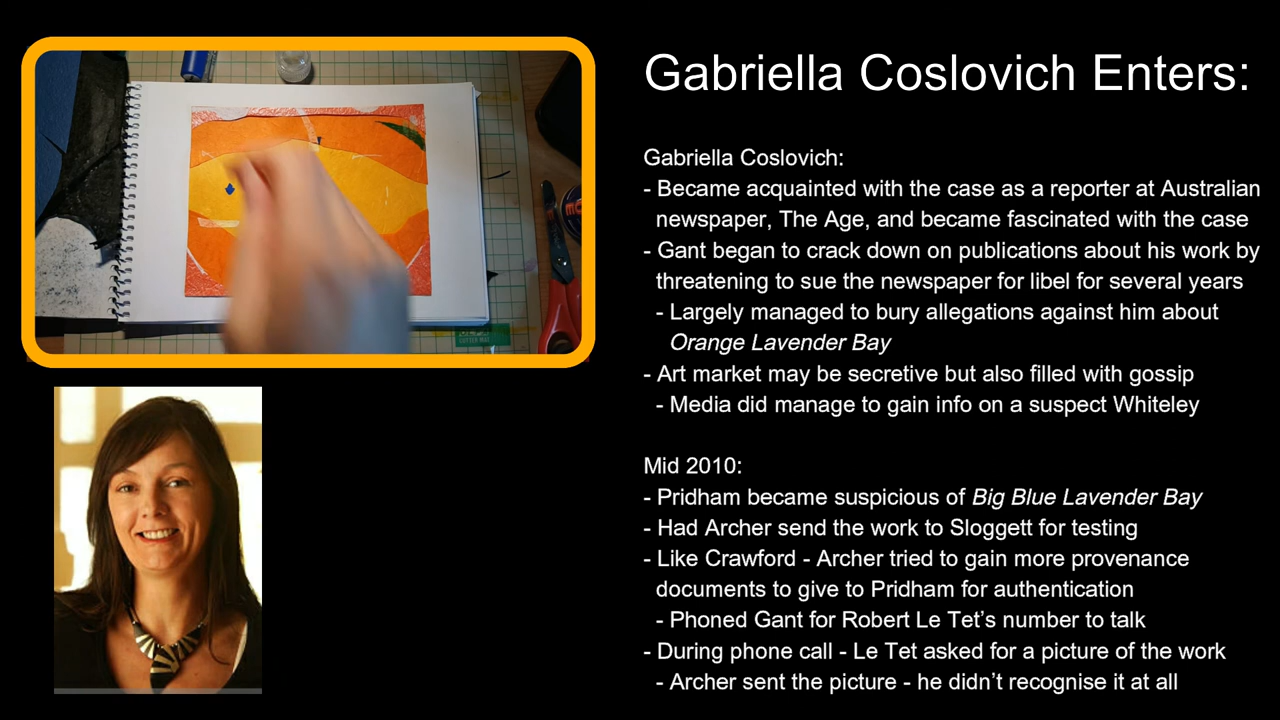 Gabriella Coslovich Enters:
Gabriella Coslovich:
- Became acquainted with the case as a reporter at Australian
newspaper, The Age, and became fascinated with the case
- Gant began to crack down on publications about his work by
threatening to sue the newspaper for libel for several years
- Largely managed to bury allegations against him about
Orange Lavender Bay
- Art market may be secretive but also filled with gossip
- Media did manage to gain info on a suspect Whiteley
Mid 2010:
- Pridham became suspicious of Big Blue Lavender Bay
- Had Archer send the work to Sloggett for testing
- Like Crawford - Archer tried to gain more provenance
documents to give to Pridham for authentication
- Phoned Gant for Robert Le Tet’s number to talk
- During phone call - Le Tet asked for a picture of the work
- Archer sent the picture - he didn’t recognise it at all